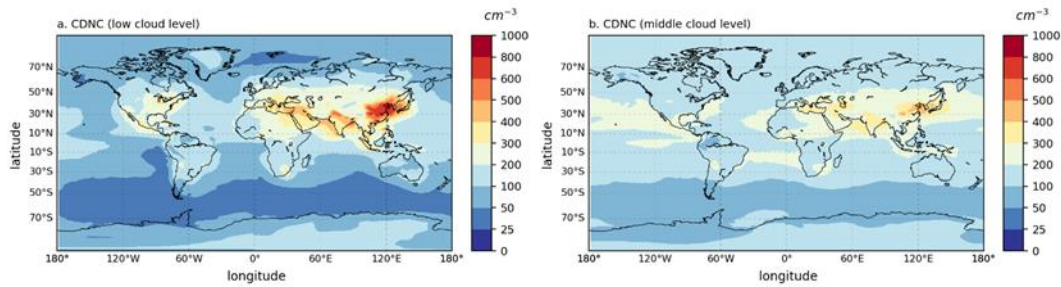 a. CDNC (low cloud level)
cm⁻³
70°N
50°N
30°N
10°N
10°S
30°S
50°S
70°S
latitude
180°
120°W
60°W
0°
60°E
120°E
180°
longitude
1000
800
600
500
400
300
200
100
50
25
0
b. CDNC (middle cloud level)
cm⁻³
70°N
50°N
30°N
10°N
10°S
30°S
50°S
70°S
latitude
180°
120°W
60°W
0°
60°E
120°E
180°
longitude
1000
800
600
500
400
300
200
100
50
25
0